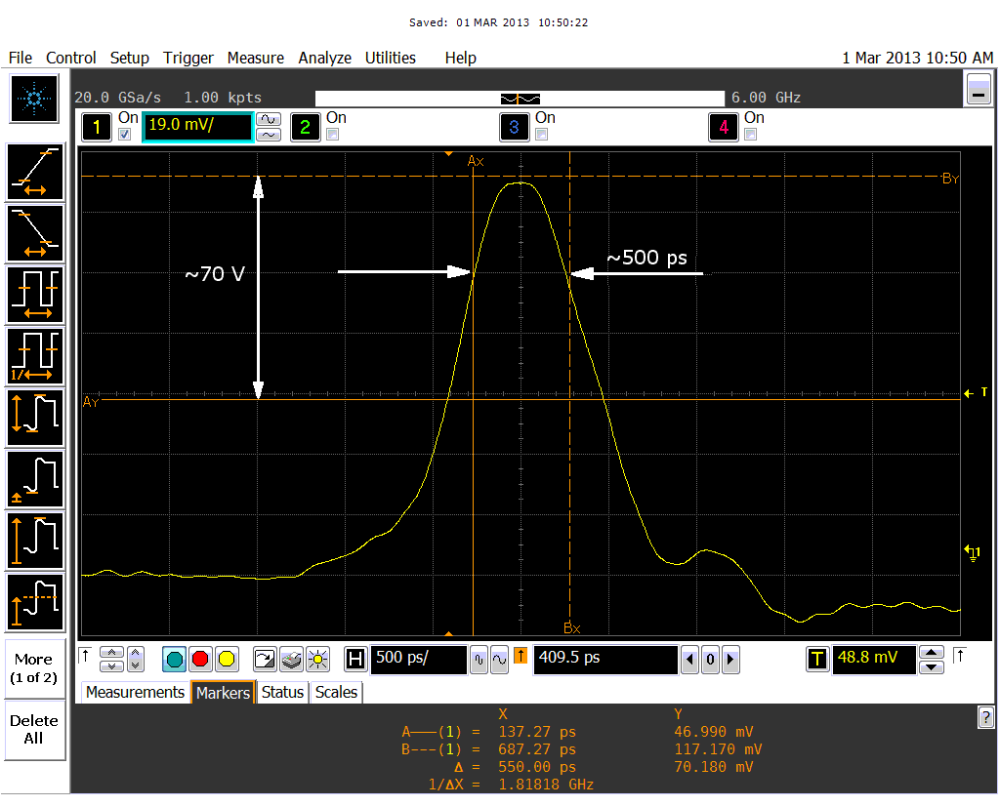 Saved: 01 MAR 2013 10:50:22
File Control Setup Trigger Measure Analyze Utilities Help 1 Mar 2013 10:50 AM
20.0 GSa/s 1.00 kpts 6.00 GHz
1 On 19.0 mV/ 2 On 3 On 4 On
Ax
By
~500 ps
~70 V
Ay
T
1
1/
Bx
H 500 ps/ 409.5 ps 0 T 48.8 mV
More
(1 of 2)
Delete
All
Measurements Markers Status Scales
?
X Y
A———(1) = 137.27 ps 46.990 mV
B---(1) = 687.27 ps 117.170 mV
Δ = 550.00 ps 70.180 mV
1/ΔX = 1.81818 GHz